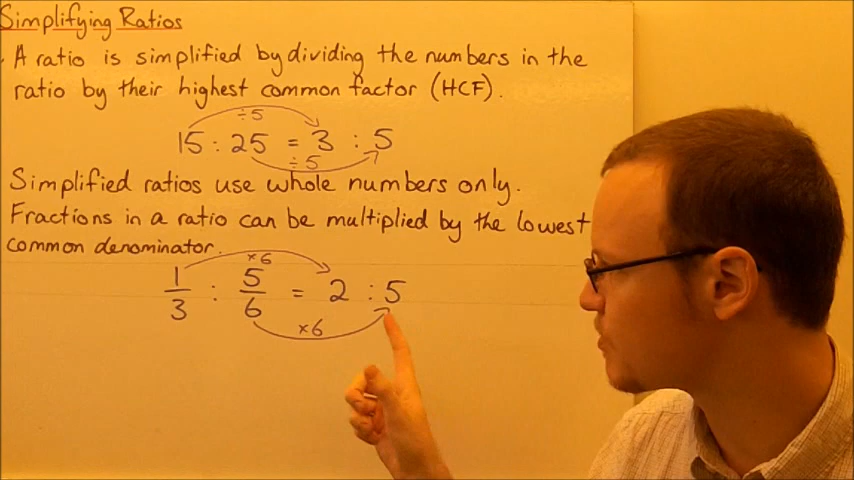 Simplifying Ratios
. A ratio is simplified by dividing the numbers in the
ratio by their highest common factor (HCF).
÷5
15 : 25 = 3 : 5
÷5
Simplified ratios use whole numbers only.
Fractions in a ratio can be multiplied by the lowest
common denominator.
×6
1/3 : 5/6 = 2 : 5
×6